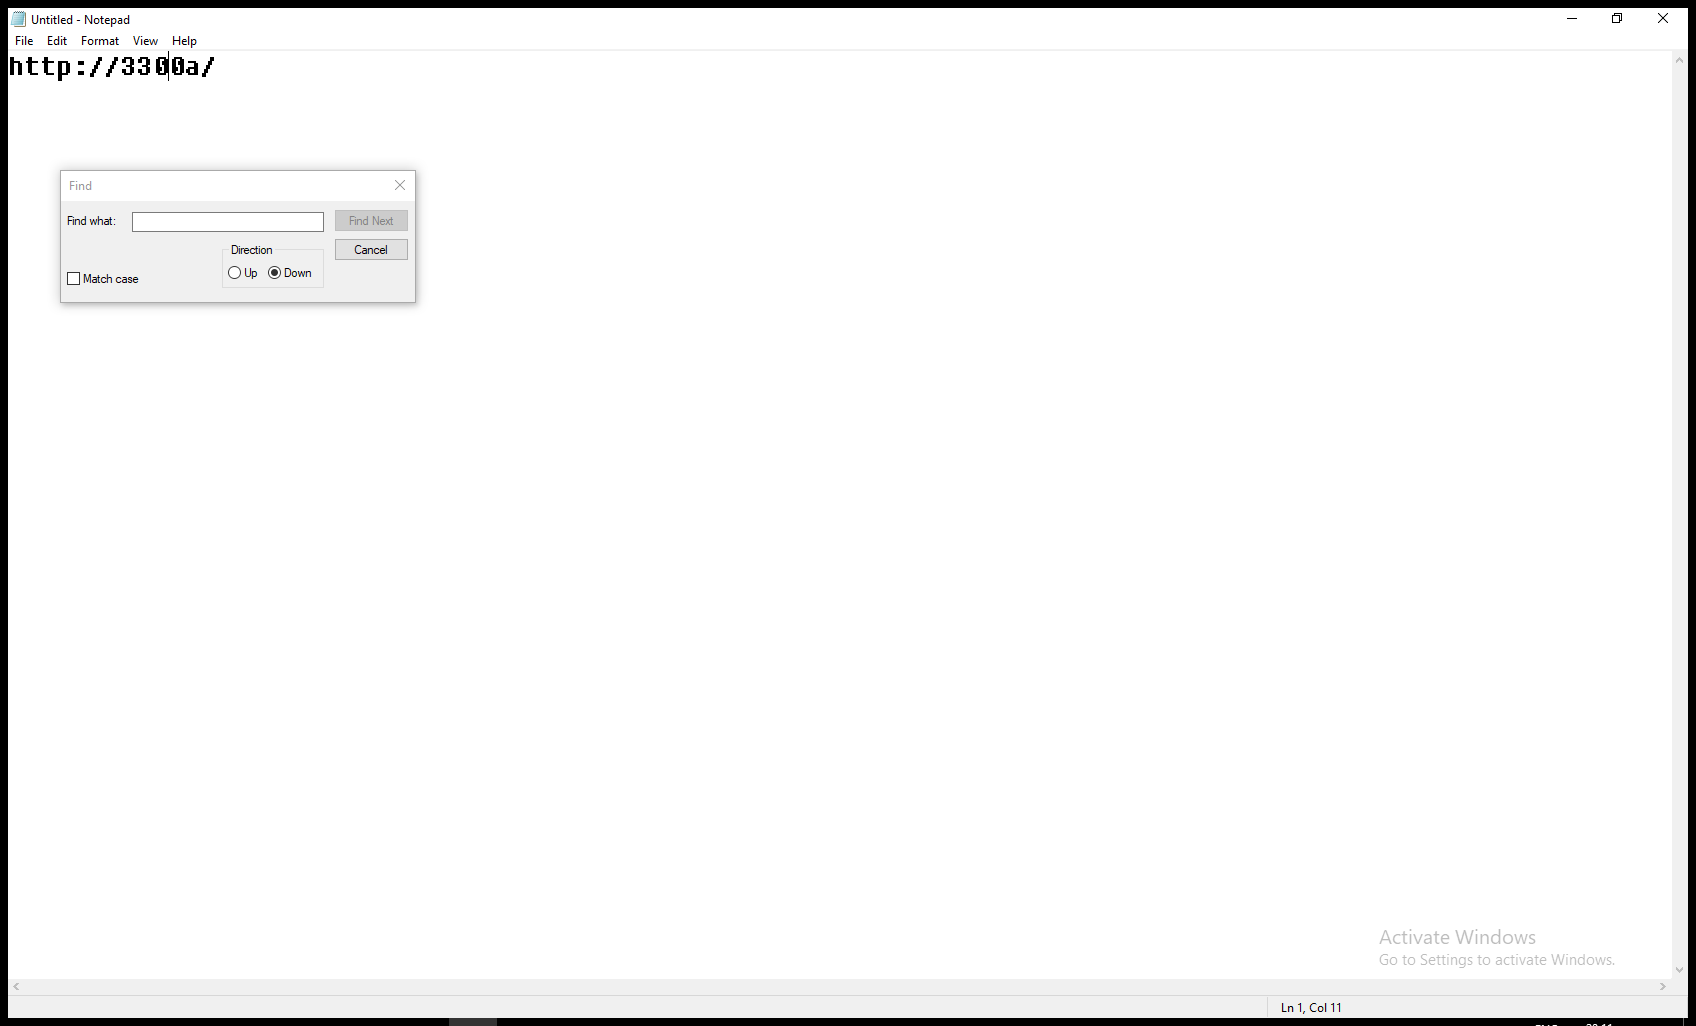 Untitled - Notepad
File Edit Format View Help
http://3300a/
Find
Find what:
Find Next
Direction
Cancel
Up Down
Match case
Activate Windows
Go to Settings to activate Windows.
Ln 1, Col 11